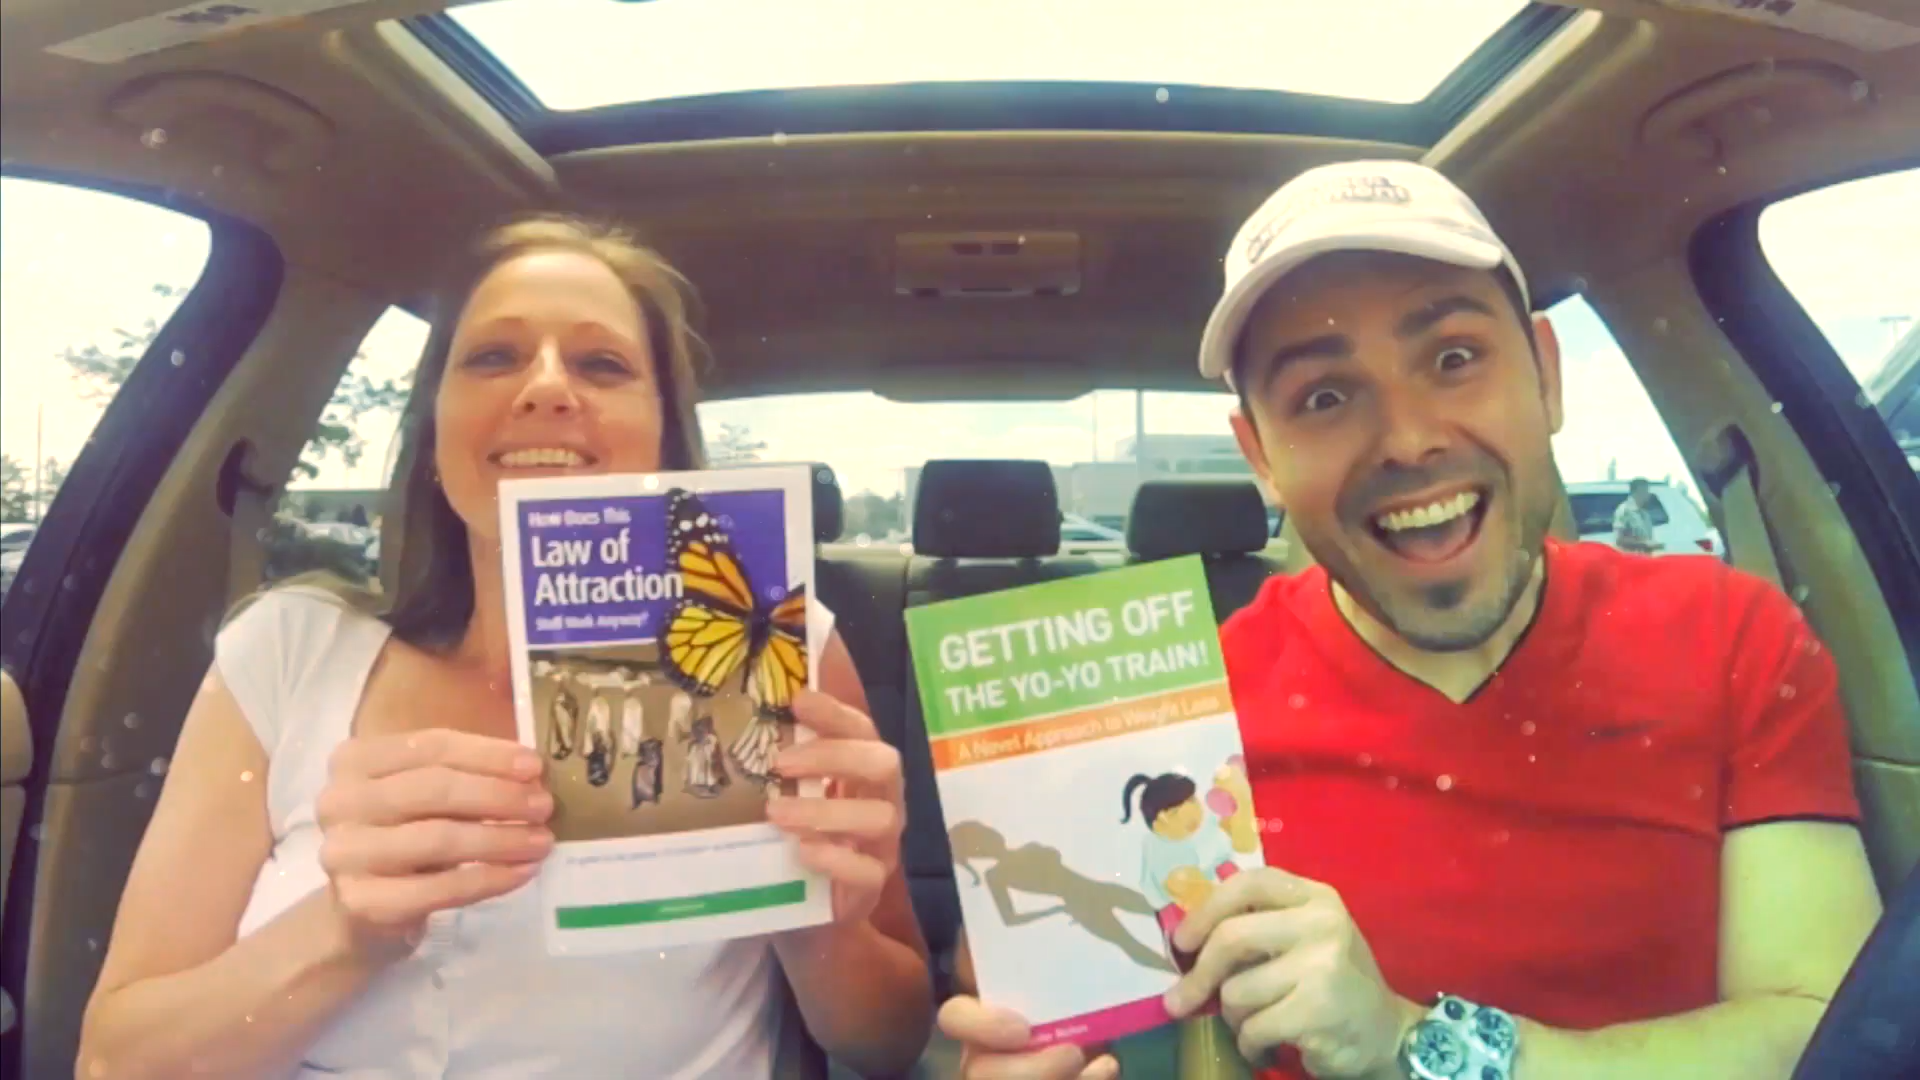 How Does This
Law of
Attraction
Stuff Work Anyway?
GETTING OFF
THE YO-YO TRAIN!
A Novel Approach to Weight Loss